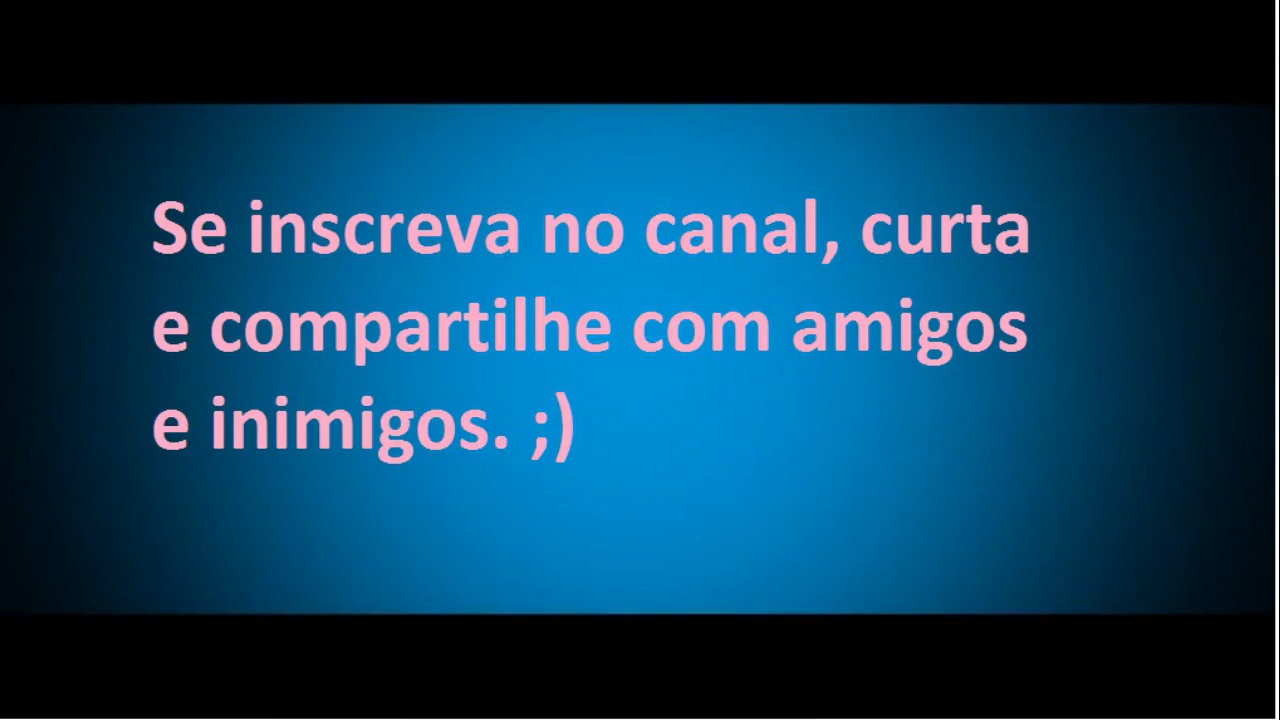 Se inscreva no canal, curta
e compartilhe com amigos
e inimigos. ;)